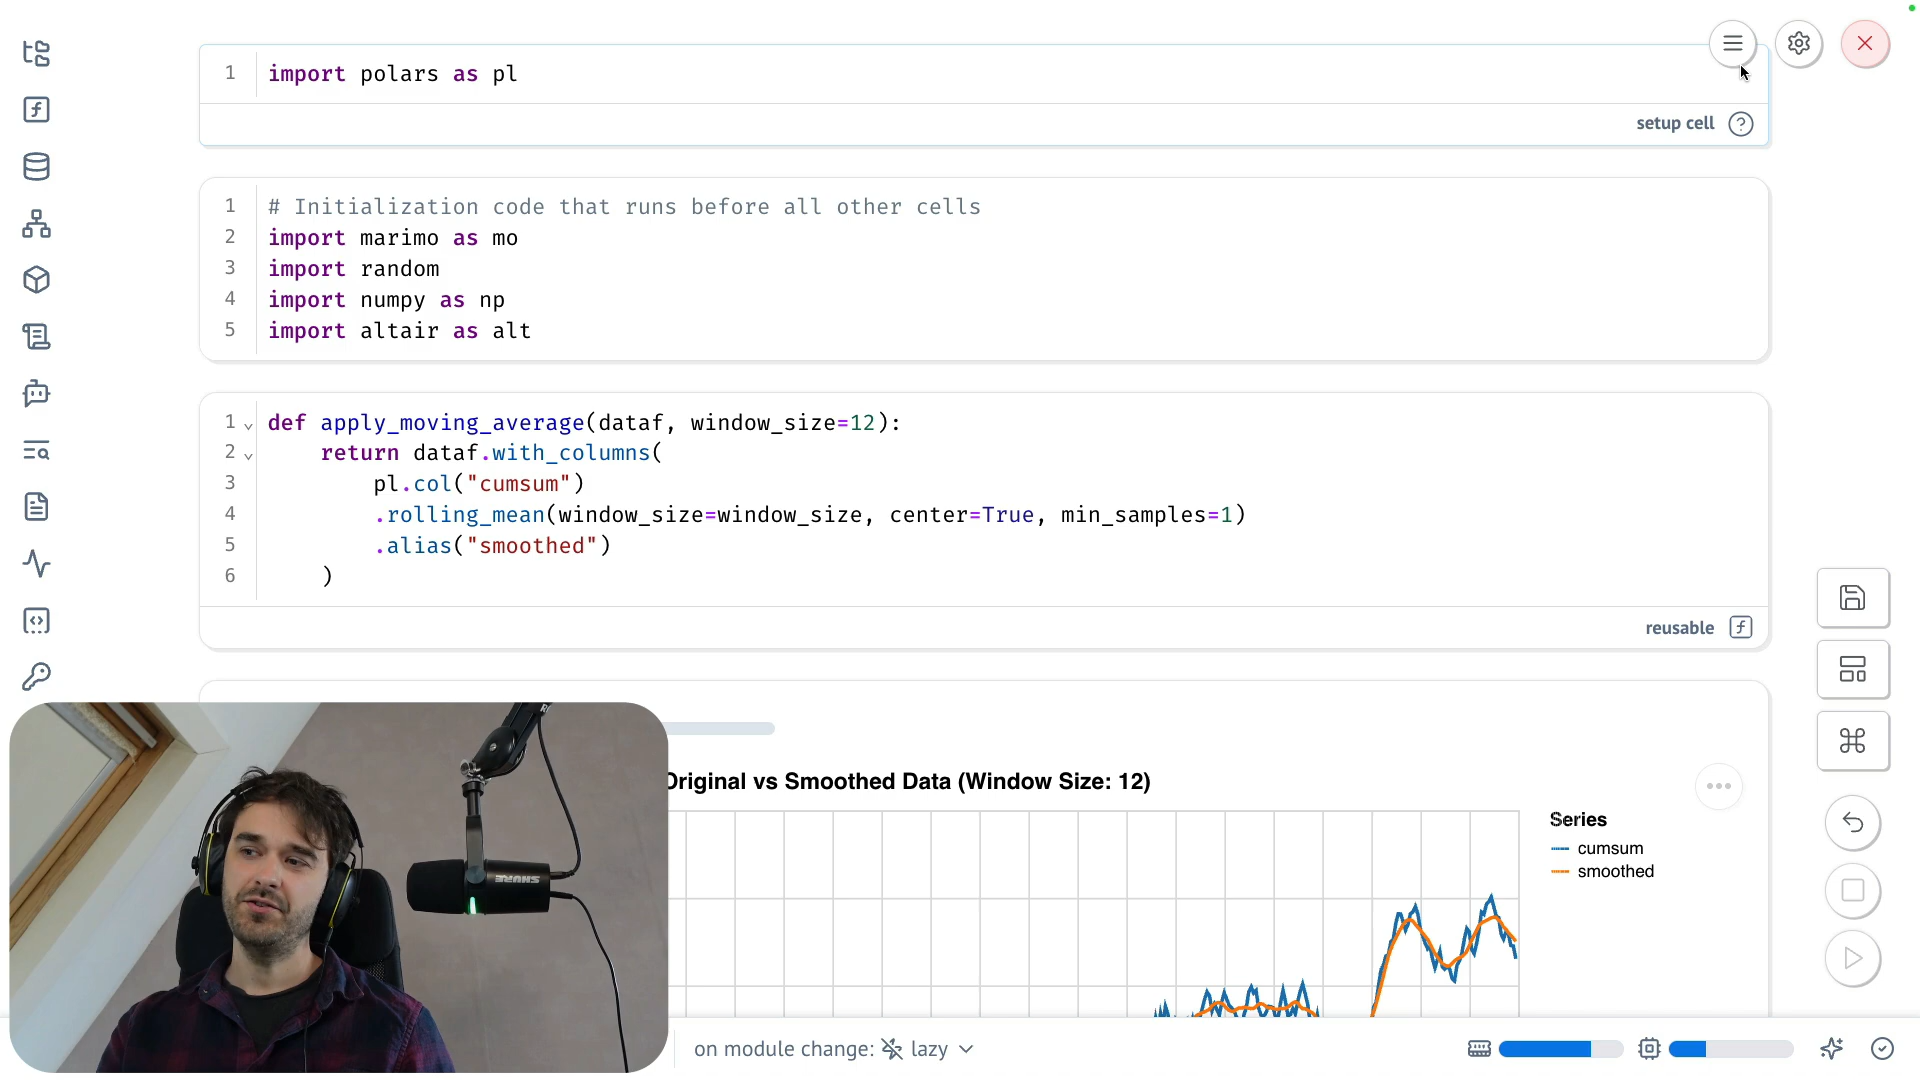 1 import polars as pl
setup cell
1 # Initialization code that runs before all other cells
2 import marimo as mo
3 import random
4 import numpy as np
5 import altair as alt
1 def apply_moving_average(dataf, window_size=12):
2     return dataf.with_columns(
3         pl.col("cumsum")
4         .rolling_mean(window_size=window_size, center=True, min_samples=1)
5         .alias("smoothed")
6     )
reusable
Original vs Smoothed Data (Window Size: 12)
Series
cumsum
smoothed
SHURE
on module change: lazy